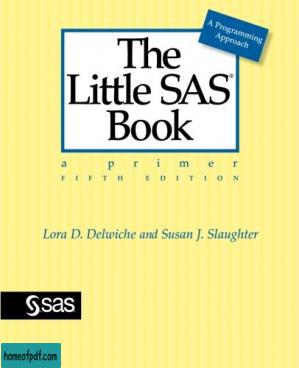 A Programming
Approach
The
Little SAS®
Book
a primer
FIFTH EDITION
Lora D. Delwiche and Susan J. Slaughter
sas
homeofpdf.com